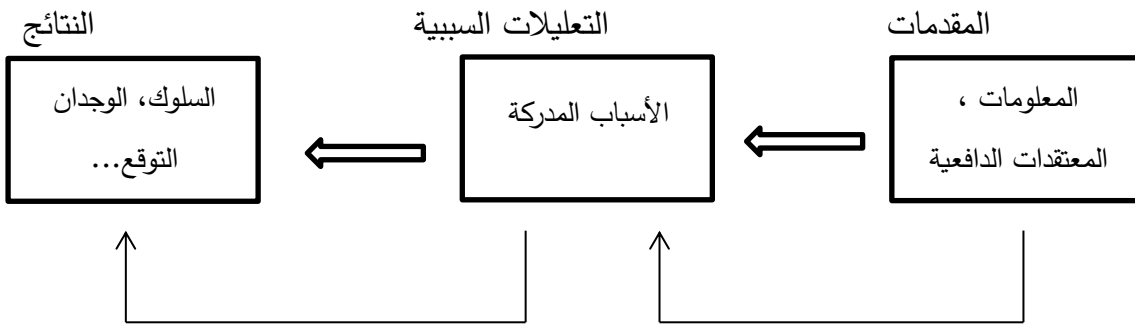 المقدمات
التعليلات السببية
النتائج
المعلومات ،
المعتقدات الدافعية
الأسباب المدركة
السلوك، الوجدان
التوقع...